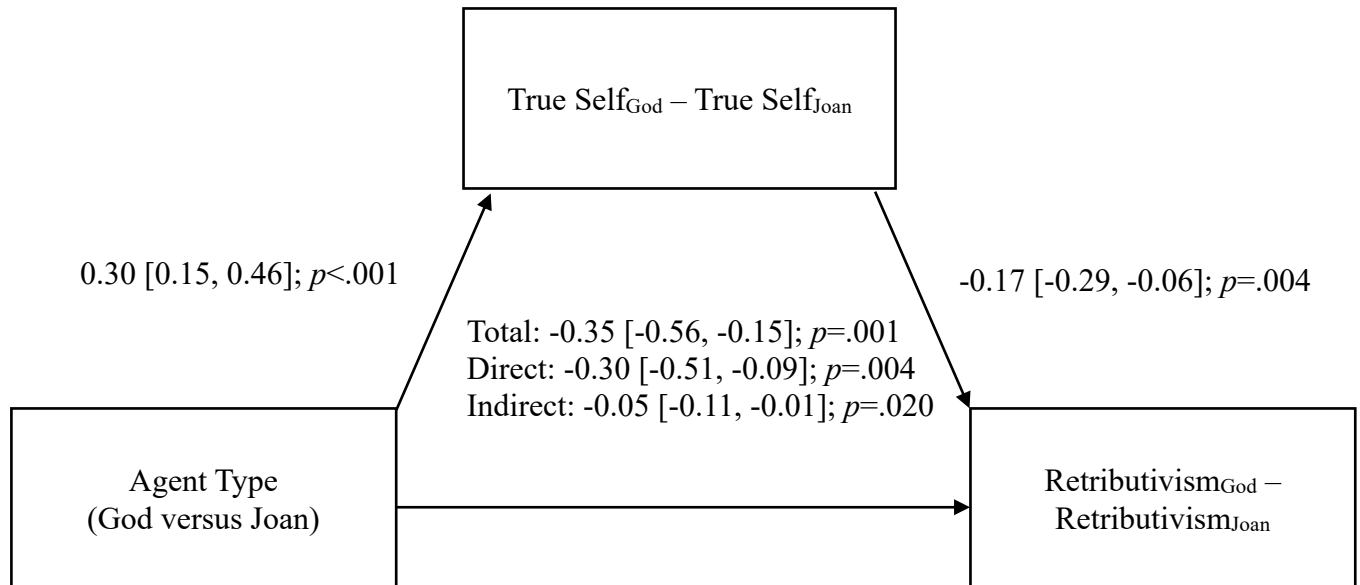 True SelfGod – True SelfJoan
0.30 [0.15, 0.46]; p<.001
-0.17 [-0.29, -0.06]; p=.004
Total: -0.35 [-0.56, -0.15]; p=.001
Direct: -0.30 [-0.51, -0.09]; p=.004
Indirect: -0.05 [-0.11, -0.01]; p=.020
Agent Type
(God versus Joan)
RetributivismGod –
RetributivismJoan